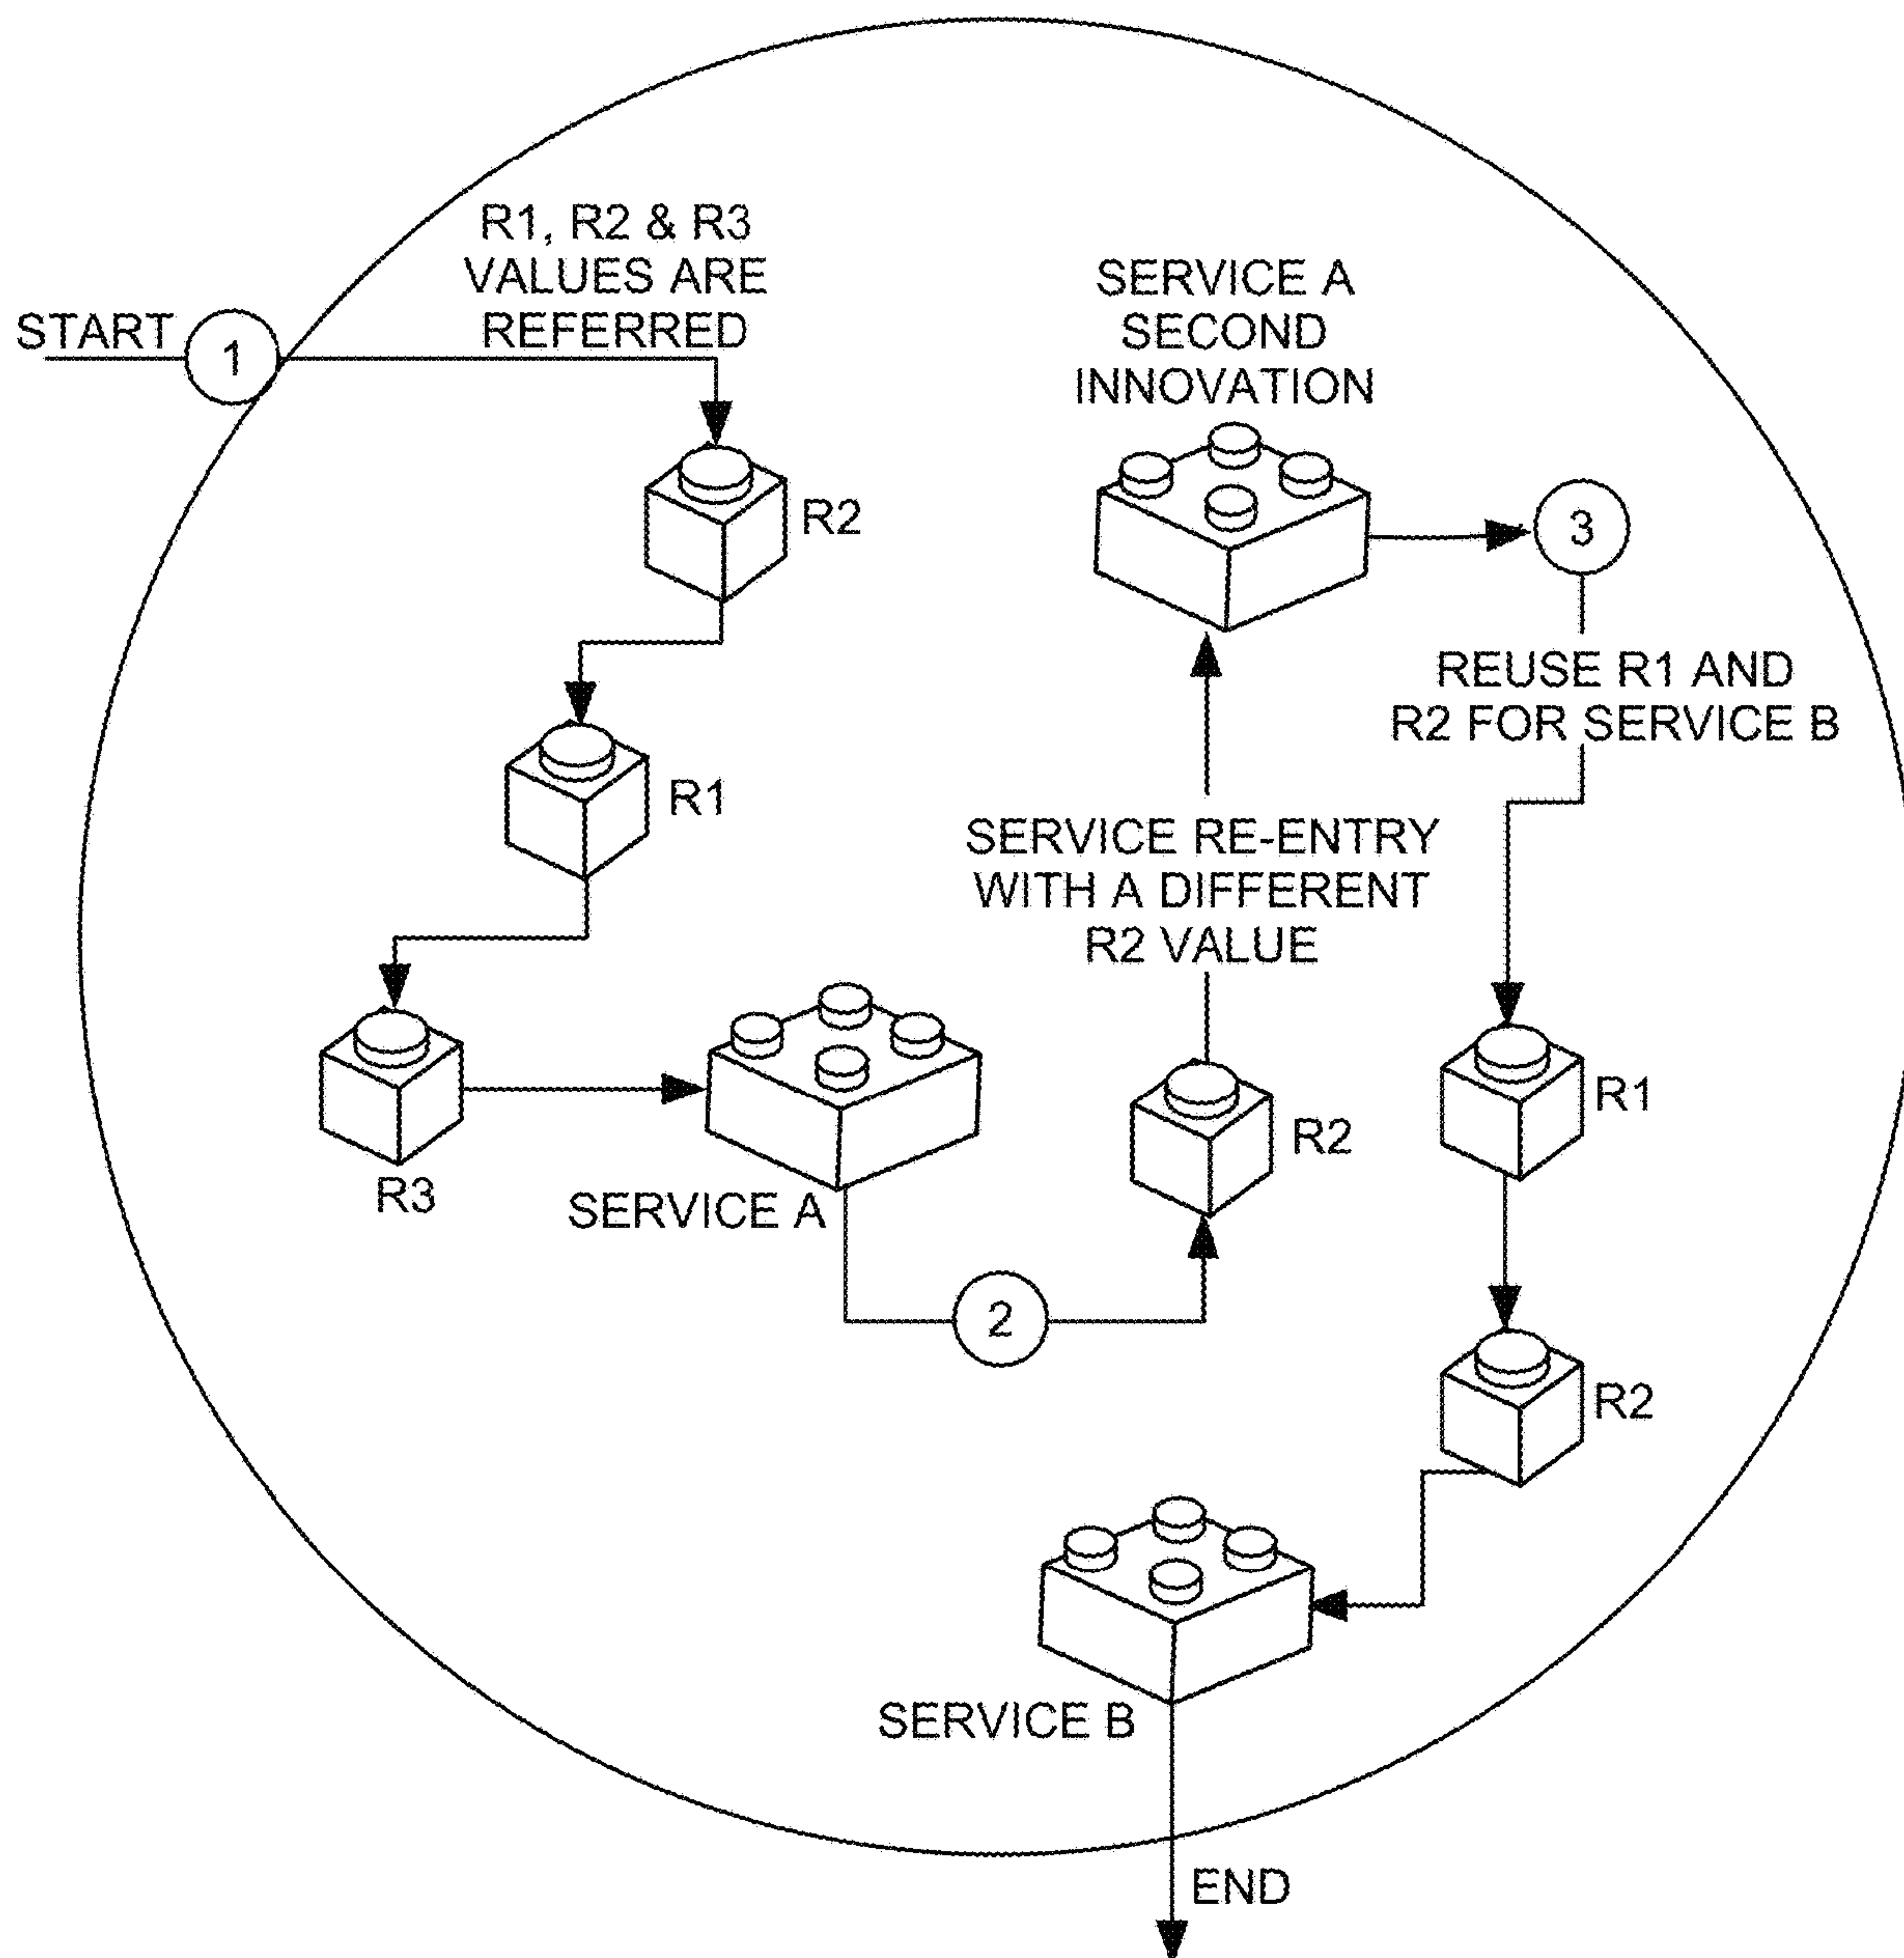 START
1
R1, R2 & R3
VALUES ARE
REFERRED
R2
R1
R3
SERVICE A
2
R2
SERVICE RE-ENTRY
WITH A DIFFERENT
R2 VALUE
SERVICE A
SECOND
INNOVATION
3
REUSE R1 AND
R2 FOR SERVICE B
R1
R2
SERVICE B
END